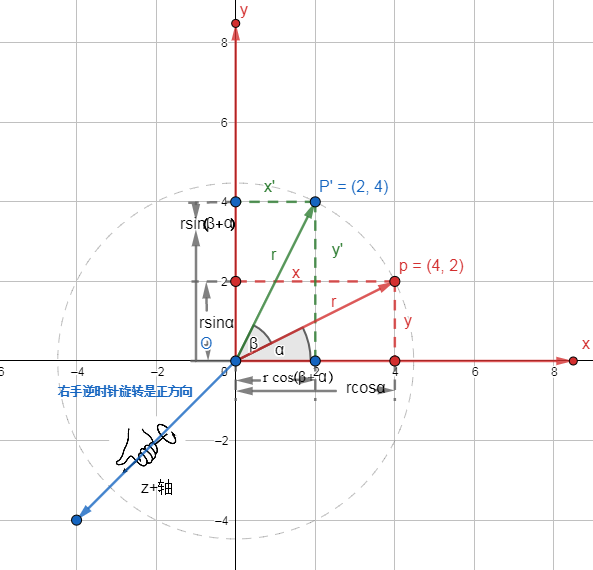 y
8
6
x'
P' = (2, 4)
4
rsin(β+α)
r
y'
x
p = (4, 2)
2
r
rsinα
y
β
α
x
−4
−2
0
2
4
6
8
r cos(β+α)
rcosα
右手逆时针旋转是正方向
−2
z+轴
−4